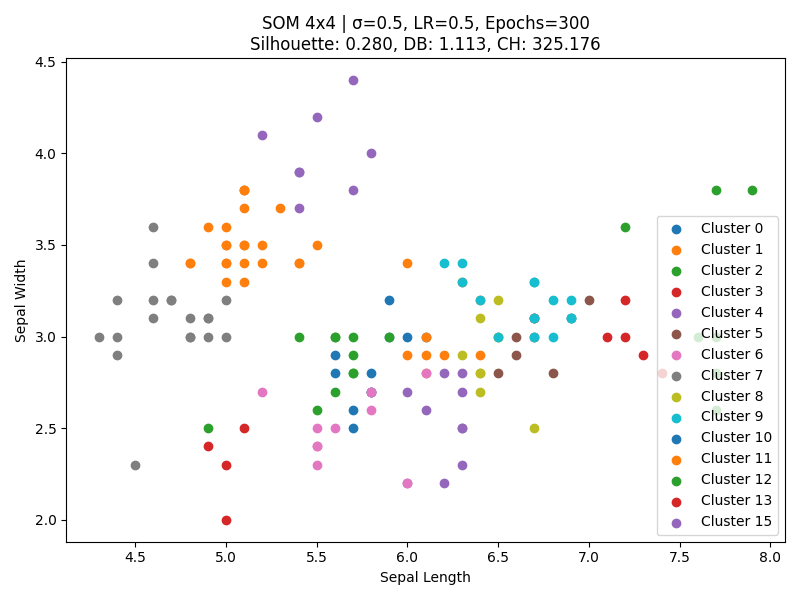 SOM 4x4 | σ=0.5, LR=0.5, Epochs=300
Silhouette: 0.280, DB: 1.113, CH: 325.176
Sepal Width
4.5
4.0
3.5
3.0
2.5
2.0
4.5 5.0 5.5 6.0 6.5 7.0 7.5 8.0
Sepal Length
Cluster 0
Cluster 1
Cluster 2
Cluster 3
Cluster 4
Cluster 5
Cluster 6
Cluster 7
Cluster 8
Cluster 9
Cluster 10
Cluster 11
Cluster 12
Cluster 13
Cluster 15